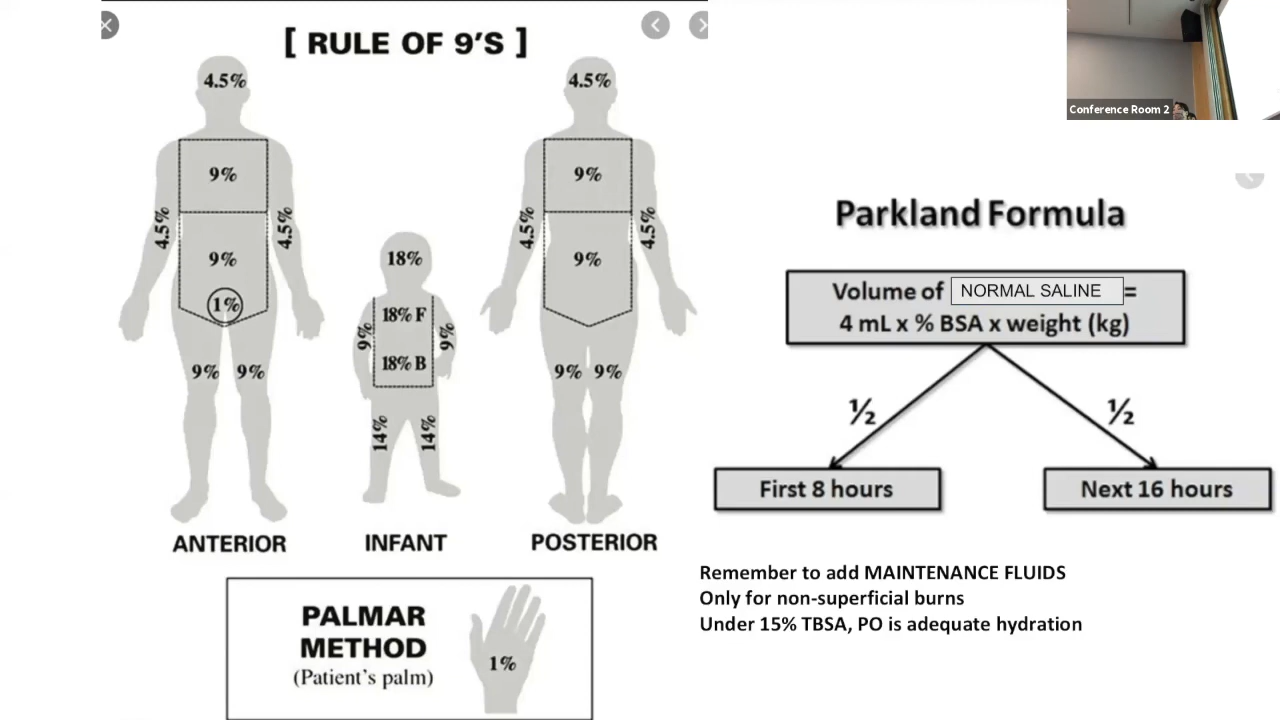 [ RULE OF 9'S ]
4.5%
9%
4.5%
4.5%
9%
1%
9%
9%
ANTERIOR
18%
18% F
9%
9%
18% B
14%
14%
INFANT
4.5%
9%
4.5%
4.5%
9%
9%
9%
POSTERIOR
PALMAR
METHOD
(Patient's palm)
1%
Conference Room 2
Parkland Formula
Volume of NORMAL SALINE =
4 mL x % BSA x weight (kg)
½
½
First 8 hours
Next 16 hours
Remember to add MAINTENANCE FLUIDS
Only for non-superficial burns
Under 15% TBSA, PO is adequate hydration